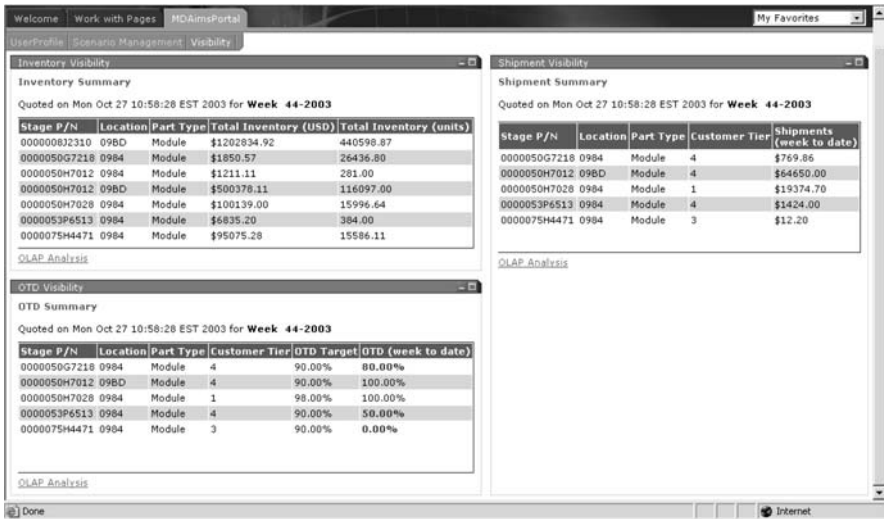 Welcome Work with Pages MDAimsPortal My Favorites
UserProfile Scenario Management Visibility
Inventory Visibility
Inventory Summary
Quoted on Mon Oct 27 10:58:28 EST 2003 for Week 44-2003
Stage P/N Location Part Type Total Inventory (USD) Total Inventory (units)
0000008J2310 09BD Module $1202834.92 440598.87
0000050G7218 0984 Module $1850.57 26436.80
0000050H7012 0984 Module $1211.11 281.00
0000050H7012 09BD Module $500378.11 116097.00
0000050H7028 0984 Module $100139.00 15996.64
0000053P6513 0984 Module $6835.20 384.00
0000075H4471 0984 Module $95075.28 15586.11
OLAP Analysis
OTD Visibility
OTD Summary
Quoted on Mon Oct 27 10:58:28 EST 2003 for Week 44-2003
Stage P/N Location Part Type Customer Tier OTD Target OTD (week to date)
0000050G7218 0984 Module 4 90.00% 80.00%
0000050H7012 09BD Module 4 90.00% 100.00%
0000050H7028 0984 Module 1 98.00% 100.00%
0000053P6513 0984 Module 4 90.00% 50.00%
0000075H4471 0984 Module 3 90.00% 0.00%
OLAP Analysis
Shipment Visibility
Shipment Summary
Quoted on Mon Oct 27 10:58:28 EST 2003 for Week 44-2003
Stage P/N Location Part Type Customer Tier Shipments
(week to date)
0000050G7218 0984 Module 4 $769.86
0000050H7012 09BD Module 4 $64650.00
0000050H7028 0984 Module 1 $19374.70
0000053P6513 0984 Module 4 $1424.00
0000075H4471 0984 Module 3 $12.20
OLAP Analysis
Done Internet